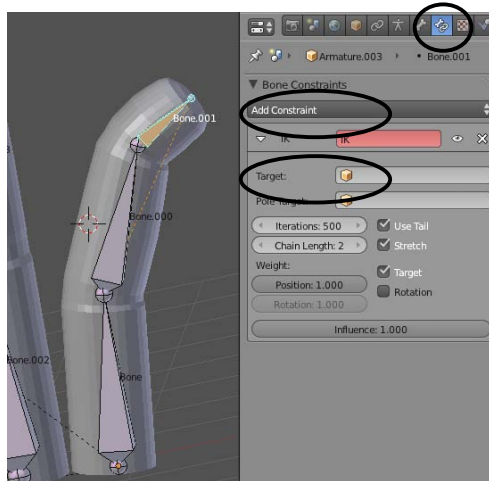 Armature.003
Bone.001
Bone Constraints
Add Constraint
IK
IK
Target:
Pole Target:
Iterations: 500
Use Tail
Chain Length: 2
Stretch
Weight:
Target
Position: 1.000
Rotation
Rotation: 1.000
Influence: 1.000
Bone.001
Bone.000
Bone.002
Bone